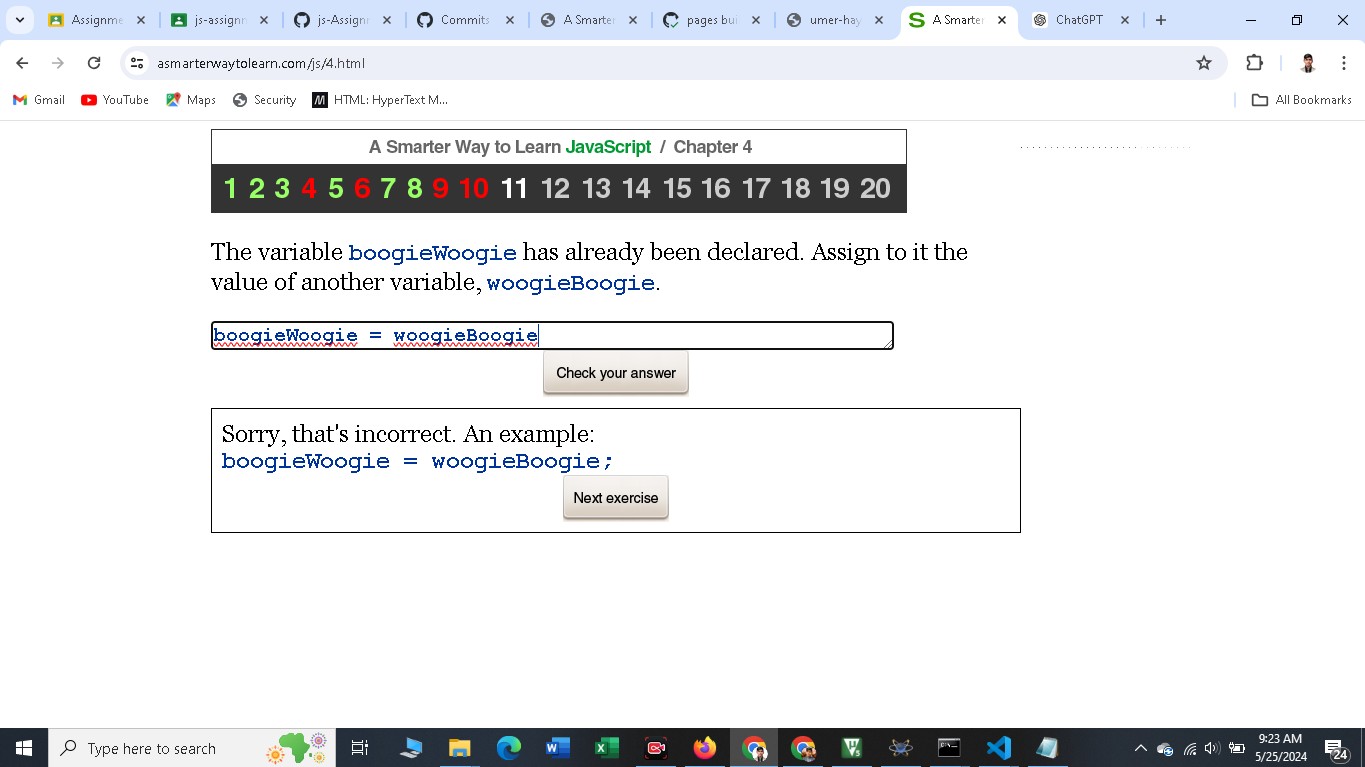 Assignme
js-assignn
js-Assignn
Commits
A Smarter
pages bui
umer-hay
A Smarter
ChatGPT
asmarterwaytolearn.com/js/4.html
Gmail
YouTube
Maps
Security
HTML: HyperText M...
All Bookmarks
A Smarter Way to Learn JavaScript / Chapter 4
1 2 3 4 5 6 7 8 9 10 11 12 13 14 15 16 17 18 19 20
The variable boogieWoogie has already been declared. Assign to it the
value of another variable, woogieBoogie.
boogieWoogie = woogieBoogie
Check your answer
Sorry, that's incorrect. An example:
boogieWoogie = woogieBoogie;
Next exercise
Type here to search
9:23 AM
5/25/2024
24